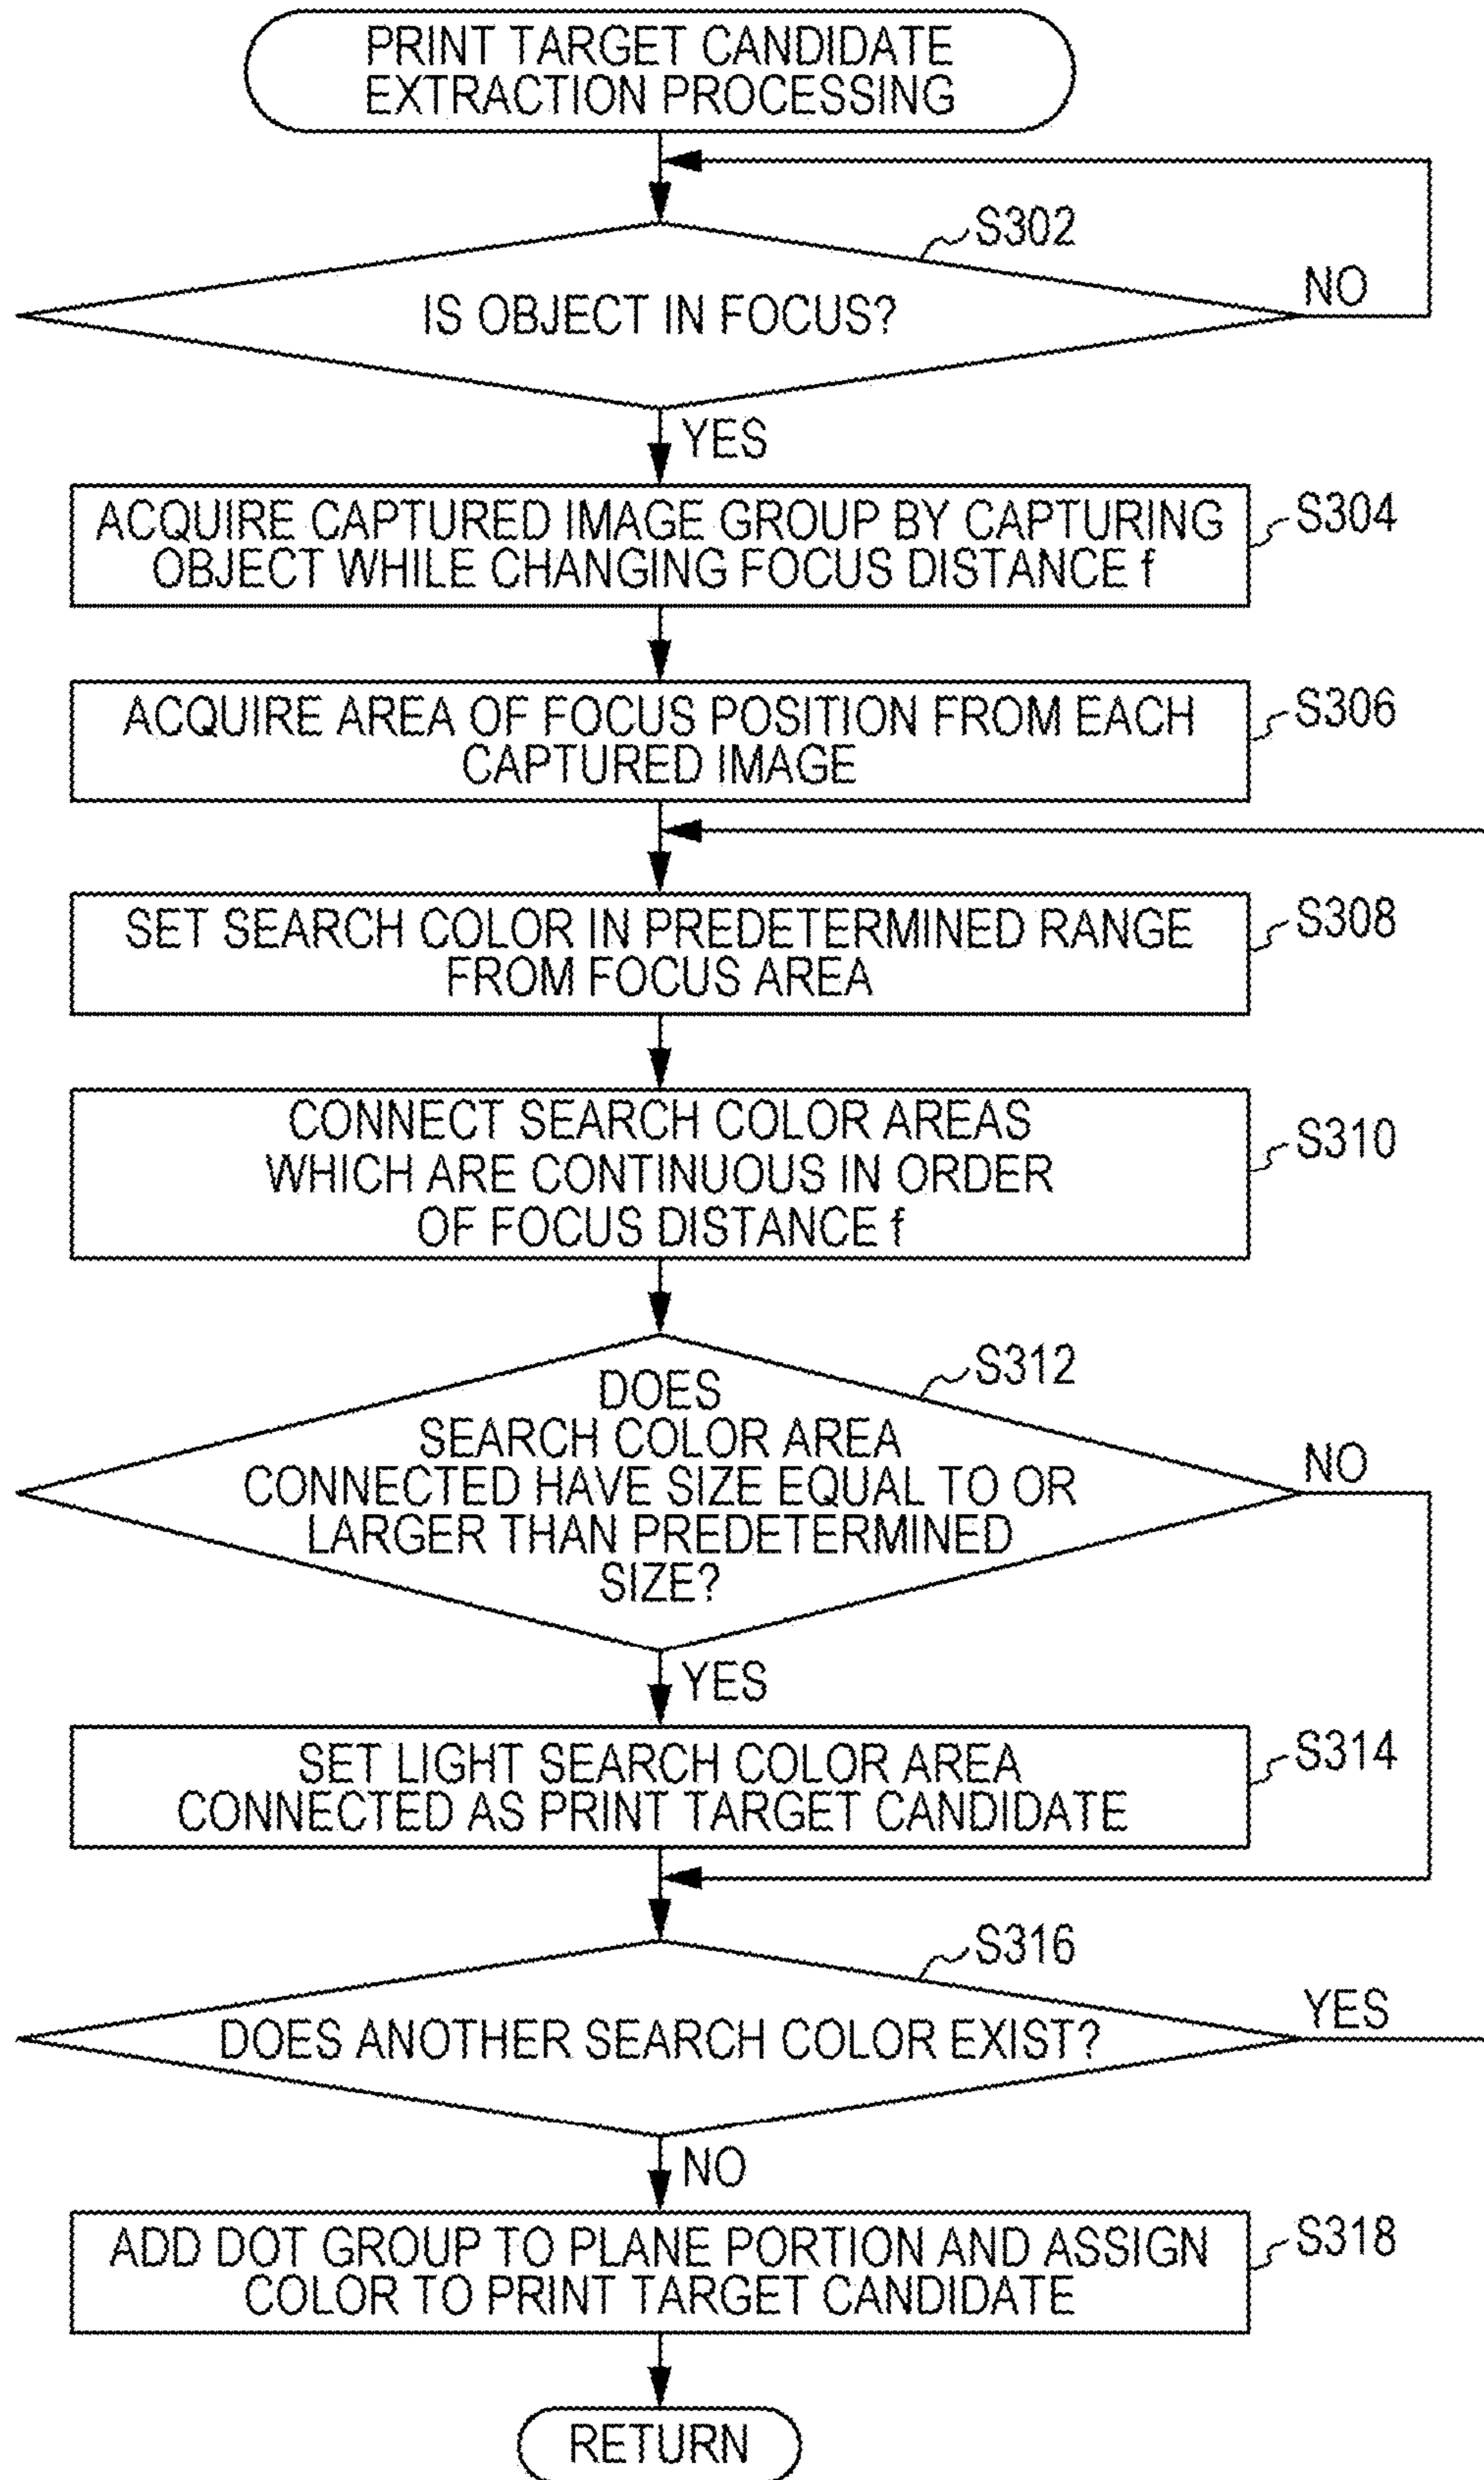 PRINT TARGET CANDIDATE
EXTRACTION PROCESSING
S302
IS OBJECT IN FOCUS?
NO
YES
ACQUIRE CAPTURED IMAGE GROUP BY CAPTURING
OBJECT WHILE CHANGING FOCUS DISTANCE f
S304
ACQUIRE AREA OF FOCUS POSITION FROM EACH
CAPTURED IMAGE
S306
SET SEARCH COLOR IN PREDETERMINED RANGE
FROM FOCUS AREA
S308
CONNECT SEARCH COLOR AREAS
WHICH ARE CONTINUOUS IN ORDER
OF FOCUS DISTANCE f
S310
S312
DOES
SEARCH COLOR AREA
CONNECTED HAVE SIZE EQUAL TO OR
LARGER THAN PREDETERMINED
SIZE?
NO
YES
SET LIGHT SEARCH COLOR AREA
CONNECTED AS PRINT TARGET CANDIDATE
S314
S316
DOES ANOTHER SEARCH COLOR EXIST?
YES
NO
ADD DOT GROUP TO PLANE PORTION AND ASSIGN
COLOR TO PRINT TARGET CANDIDATE
S318
RETURN